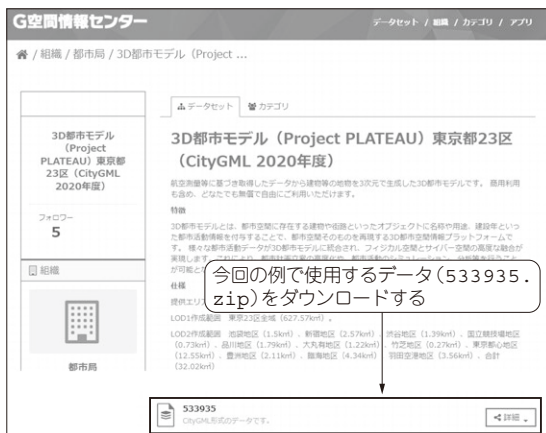 G空間情報センター
データセット / 組織 / カテゴリ / アプリ
/ 組織 / 都市局 / 3D都市モデル（Project ...
データセット カテゴリ
3D都市モデル
（Project
PLATEAU）東京都
23区（CityGML
2020年度）
フォロワー
5
組織
都市局
3D都市モデル（Project PLATEAU）東京都23区
（CityGML 2020年度）
航空測量等に基づき取得したデータから建物等の地物を3次元で生成した3D都市モデルです。 商用利用
も含め、どなたでも無償で自由にご利用いただけます。
特徴
3D都市モデルとは、都市空間に存在する建物や街路といったオブジェクトに名称や用途、建設年といっ
た都市活動情報を付与することで、都市空間そのものを再現する3D都市空間情報プラットフォームで
す。 様々な都市活動データが3D都市モデルに統合され、フィジカル空間とサイバー空間の高度な融合が
実現します。
可能と
今回の例で使用するデータ(533935.
zip)をダウンロードする
仕様
提供エリア
LOD1作成範囲 東京23区全域（627.57k㎡）。
LOD2作成範囲 池袋地区（1.5k㎡）、新宿地区（2.57k㎡）、渋谷地区（1.39k㎡）、国立競技場地区
（0.73k㎡）、品川地区（1.79k㎡）、大丸有地区（1.22k㎡）、竹芝地区（0.27k㎡）、東京都心地区
（12.55k㎡）、豊洲地区（2.11k㎡）、臨海地区（4.34k㎡）、羽田空港地区（3.56k㎡）、合計
（32.02k㎡）
533935
CityGML形式のデータです。
詳細